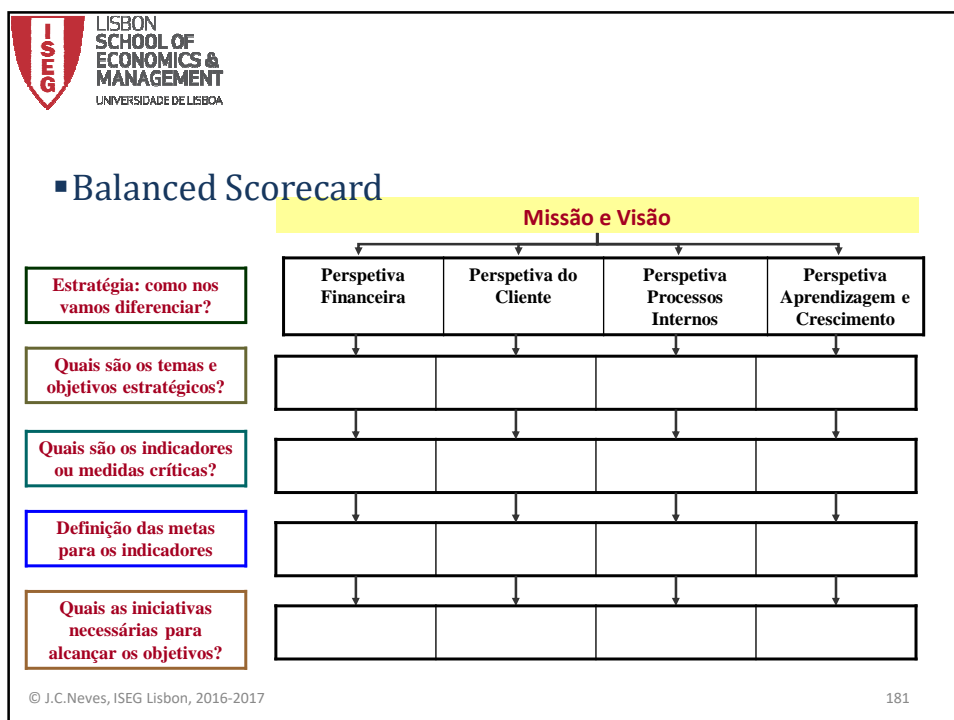 ISEG
LISBON
SCHOOL OF
ECONOMICS &
MANAGEMENT
UNIVERSIDADE DE LISBOA
▪Balanced Scorecard
Missão e Visão
Estratégia: como nos
vamos diferenciar?
Perspetiva
Financeira
Perspetiva do
Cliente
Perspetiva
Processos
Internos
Perspetiva
Aprendizagem e
Crescimento
Quais são os temas e
objetivos estratégicos?
Quais são os indicadores
ou medidas críticas?
Definição das metas
para os indicadores
Quais as iniciativas
necessárias para
alcançar os objetivos?
© J.C.Neves, ISEG Lisbon, 2016-2017
181